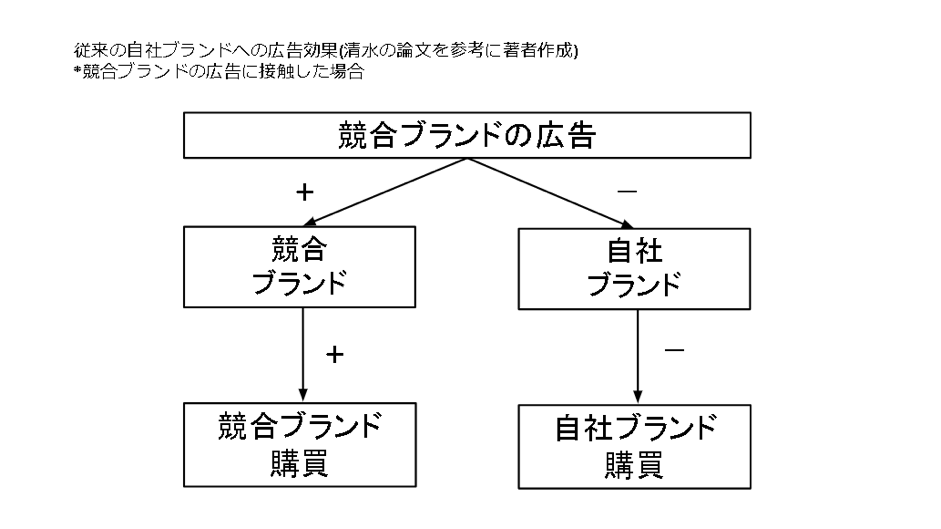 従来の自社ブランドへの広告効果(清水の論文を参考に著者作成)
*競合ブランドの広告に接触した場合
競合ブランドの広告
+
－
競合
ブランド
自社
ブランド
+
－
競合ブランド
購買
自社ブランド
購買